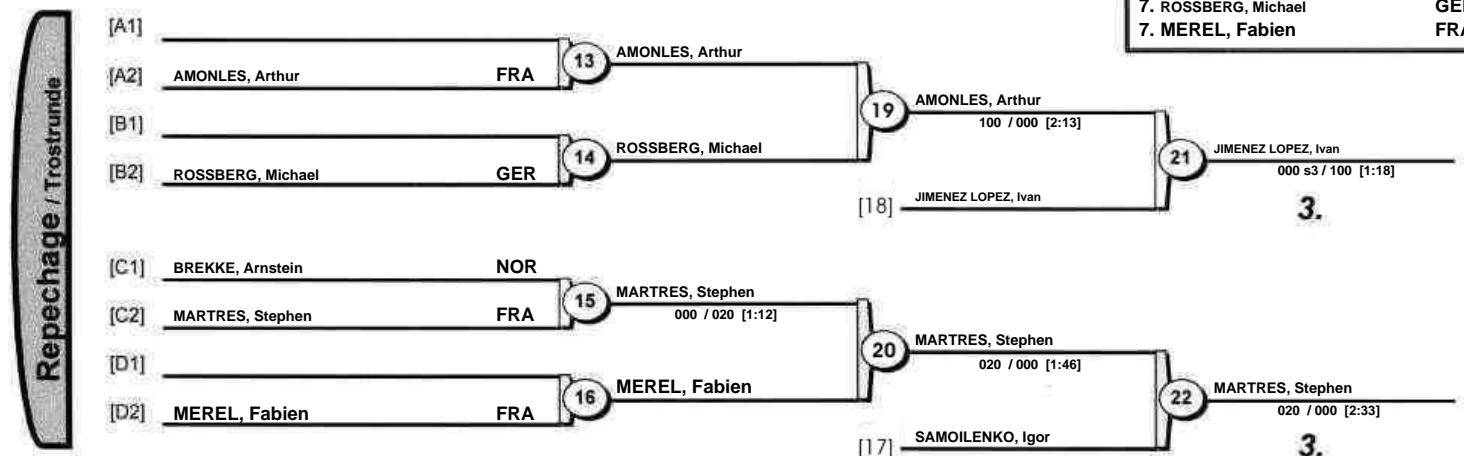 7. ROSSBERG, Michael GER
7. MEREL, Fabien FRA
Repechage / Trostrunde
[A1]
[A2] AMONLES, Arthur FRA
13 AMONLES, Arthur
[B1]
[B2] ROSSBERG, Michael GER
14 ROSSBERG, Michael
19 AMONLES, Arthur
100 / 000 [2:13]
[18] JIMENEZ LOPEZ, Ivan
21 JIMENEZ LOPEZ, Ivan
000 s3 / 100 [1:18]
3.
[C1] BREKKE, Arnstein NOR
[C2] MARTRES, Stephen FRA
15 MARTRES, Stephen
000 / 020 [1:12]
[D1]
[D2] MEREL, Fabien FRA
16 MEREL, Fabien
20 MARTRES, Stephen
020 / 000 [1:46]
[17] SAMOILENKO, Igor
22 MARTRES, Stephen
020 / 000 [2:33]
3.